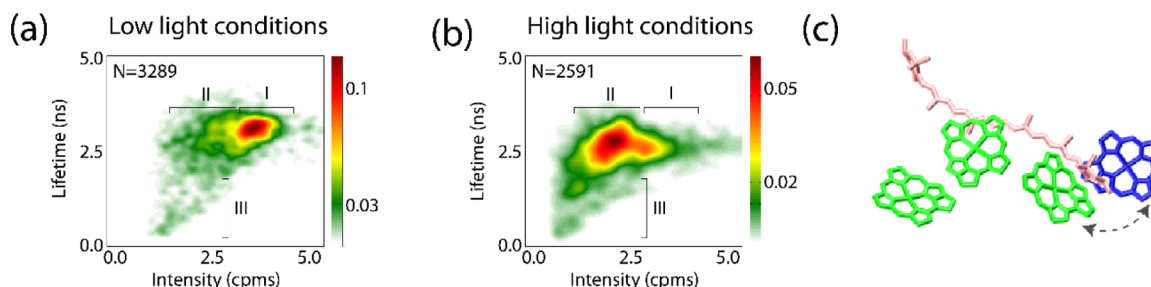 (a)
Low light conditions
5.0
N=3289
II
I
0.1
Lifetime (ns)
2.5
III
0.03
0.0
0.0
2.5
5.0
Intensity (cpms)
(b)
High light conditions
5.0
N=2591
II
I
0.05
Lifetime (ns)
2.5
III
0.02
0.0
0.0
2.5
5.0
Intensity (cpms)
(c)